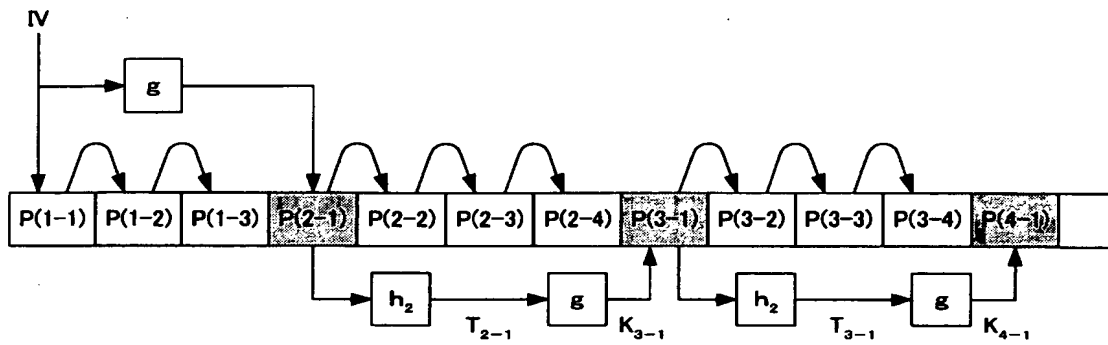 IV
g
P(1-1) P(1-2) P(1-3) P(2-1) P(2-2) P(2-3) P(2-4) P(3-1) P(3-2) P(3-3) P(3-4) P(4-1)
h₂ g h₂ g
T₂₋₁ K₃₋₁ T₃₋₁ K₄₋₁